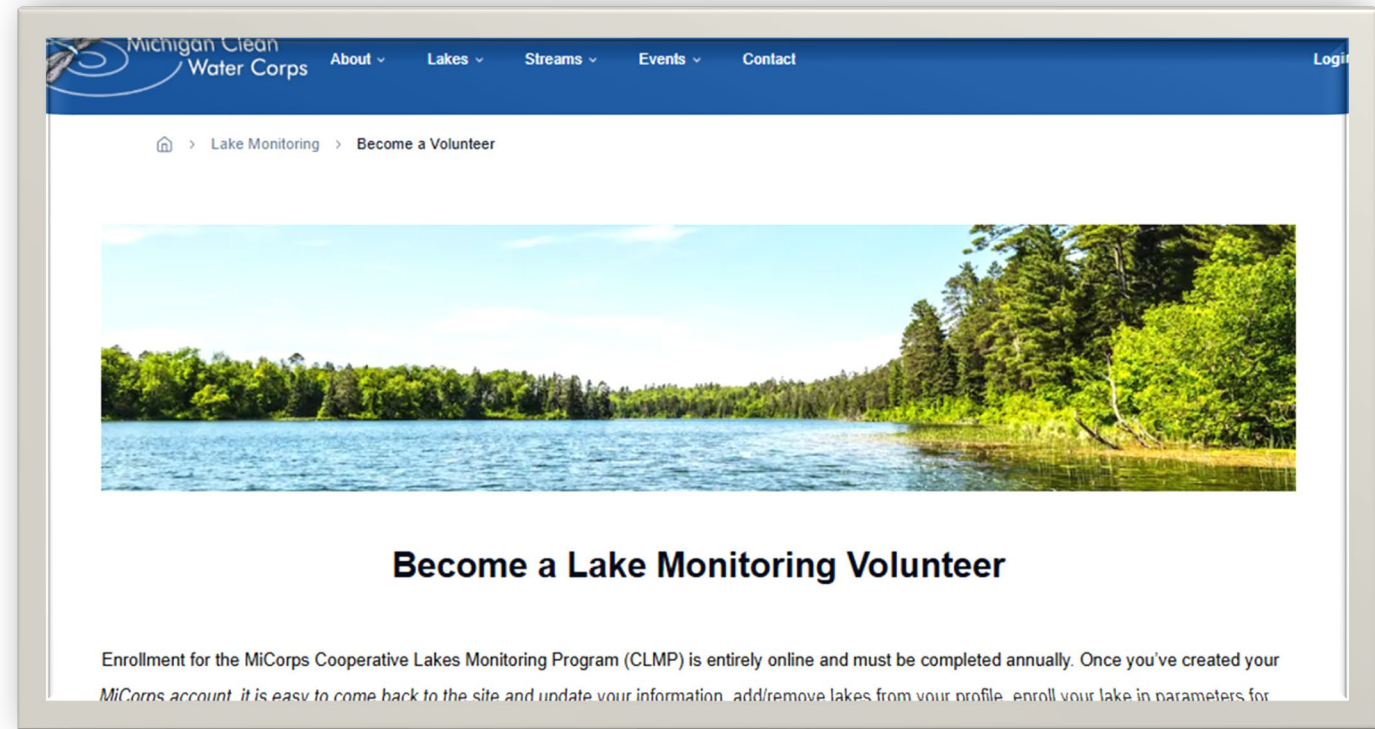 Michigan Clean
Water Corps
About
Lakes
Streams
Events
Contact
Login
Lake Monitoring > Become a Volunteer
Become a Lake Monitoring Volunteer
Enrollment for the MiCorps Cooperative Lakes Monitoring Program (CLMP) is entirely online and must be completed annually. Once you've created your
MiCorps account, it is easy to come back to the site and update your information, add/remove lakes from your profile, enroll your lake in parameters for